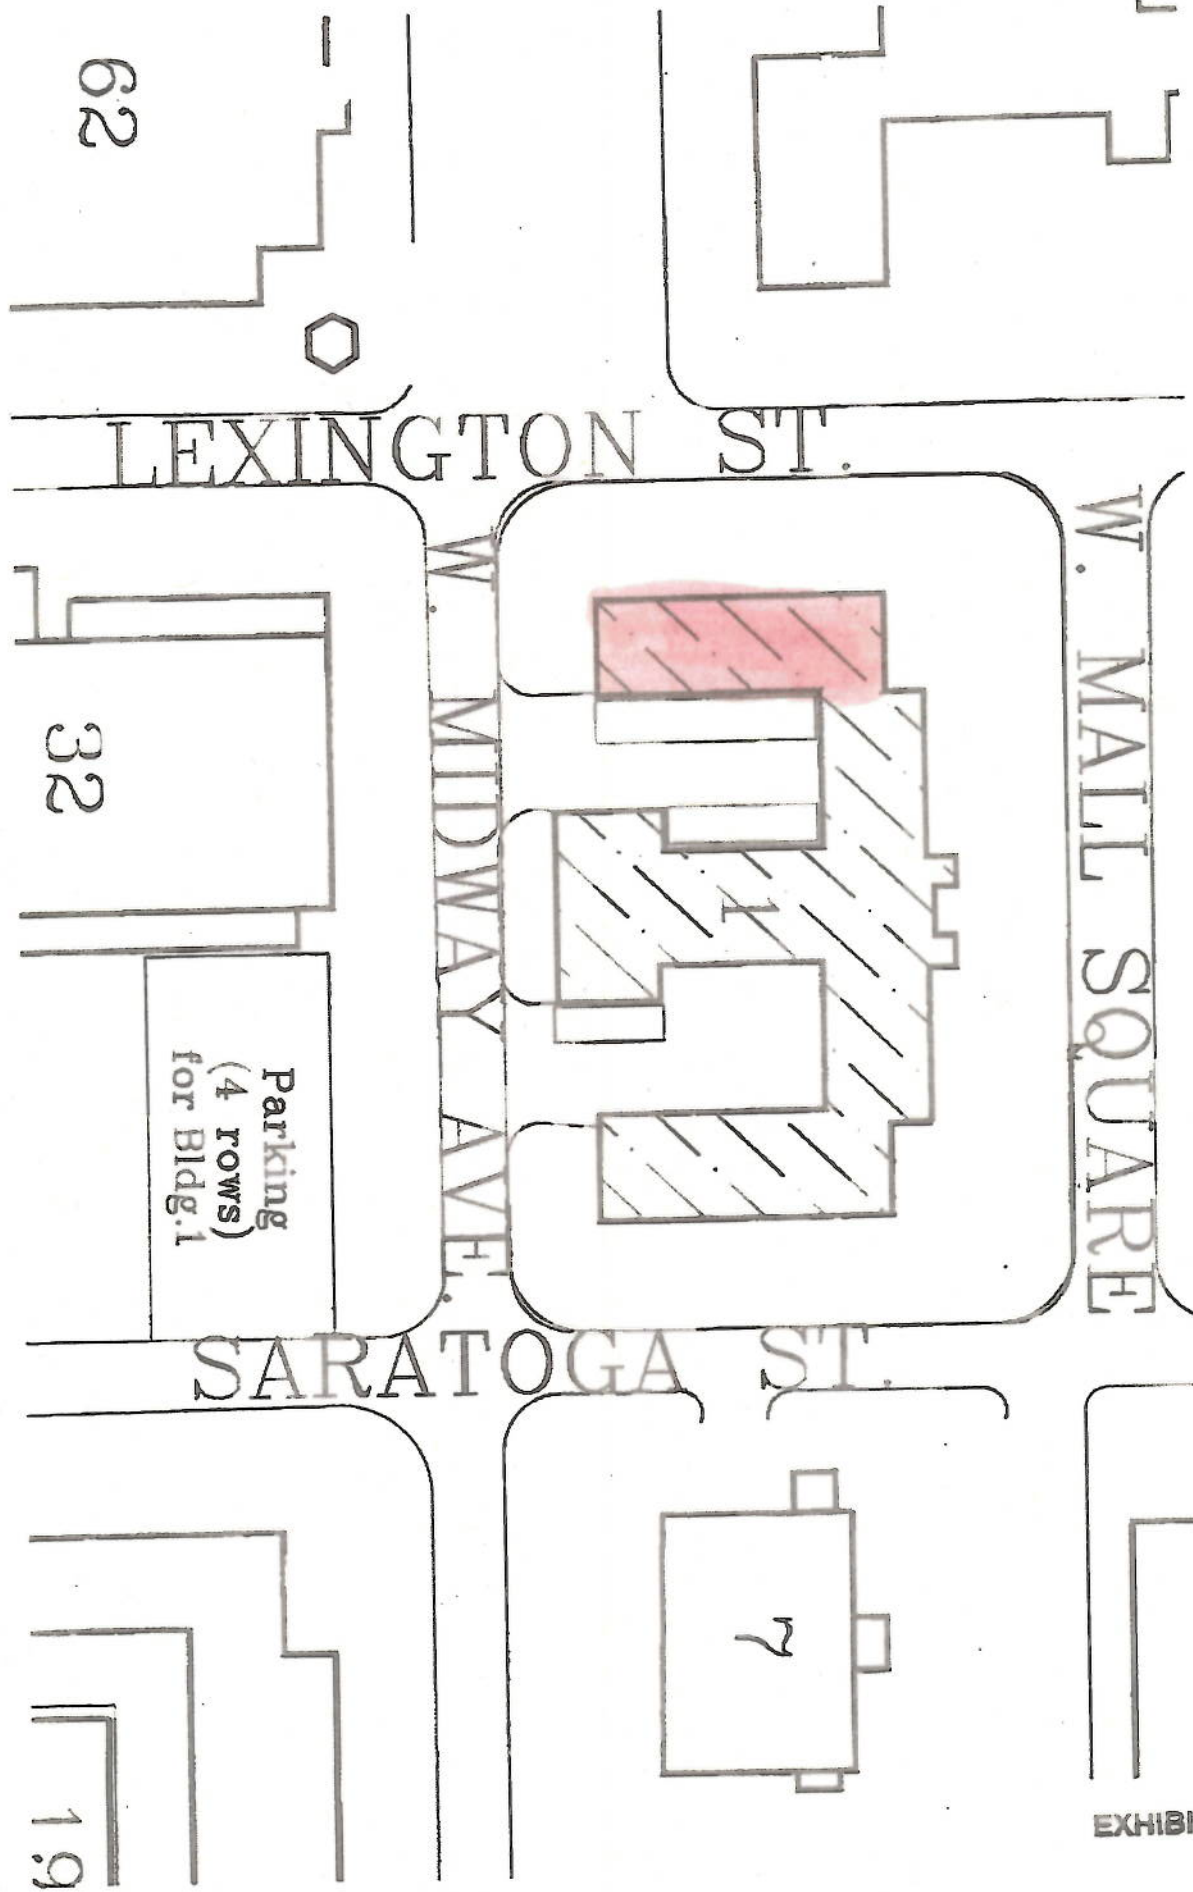 62
LEXINGTON ST.
W. MIDWAY AVE.
W. MALL SQUARE
32
1
Parking
(4 rows)
for Bldg.1
SARATOGA ST.
7
19
EXHIBI